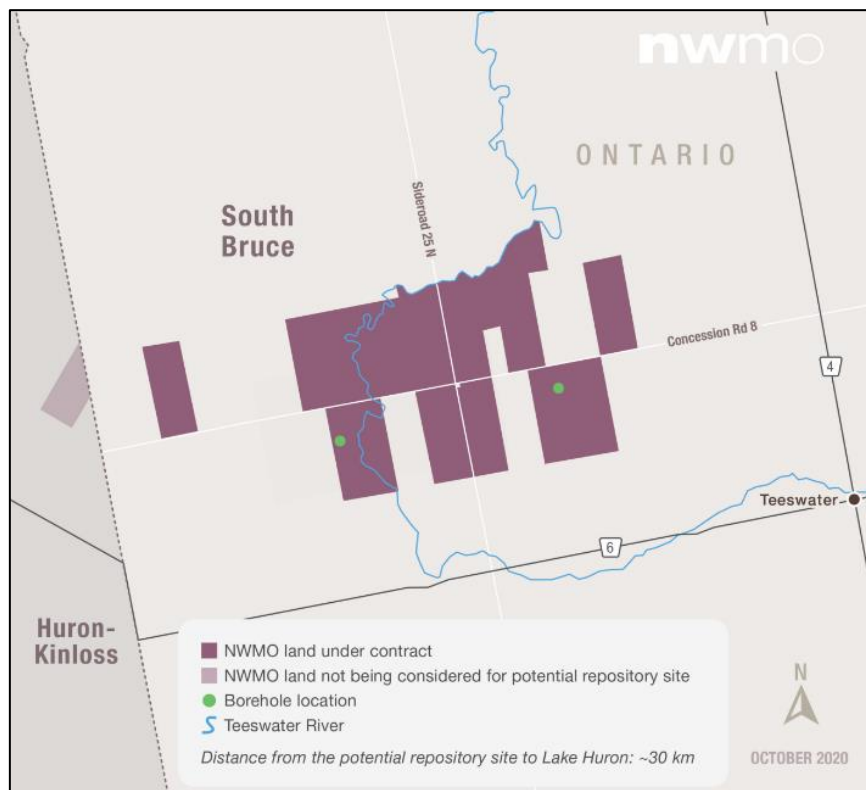 nwmo
ONTARIO
Sideroad 25 N
South
Bruce
Concession Rd 8
4
Teeswater
6
Huron-
Kinloss
NWMO land under contract
NWMO land not being considered for potential repository site
Borehole location
Teeswater River
Distance from the potential repository site to Lake Huron: ~30 km
N
OCTOBER 2020